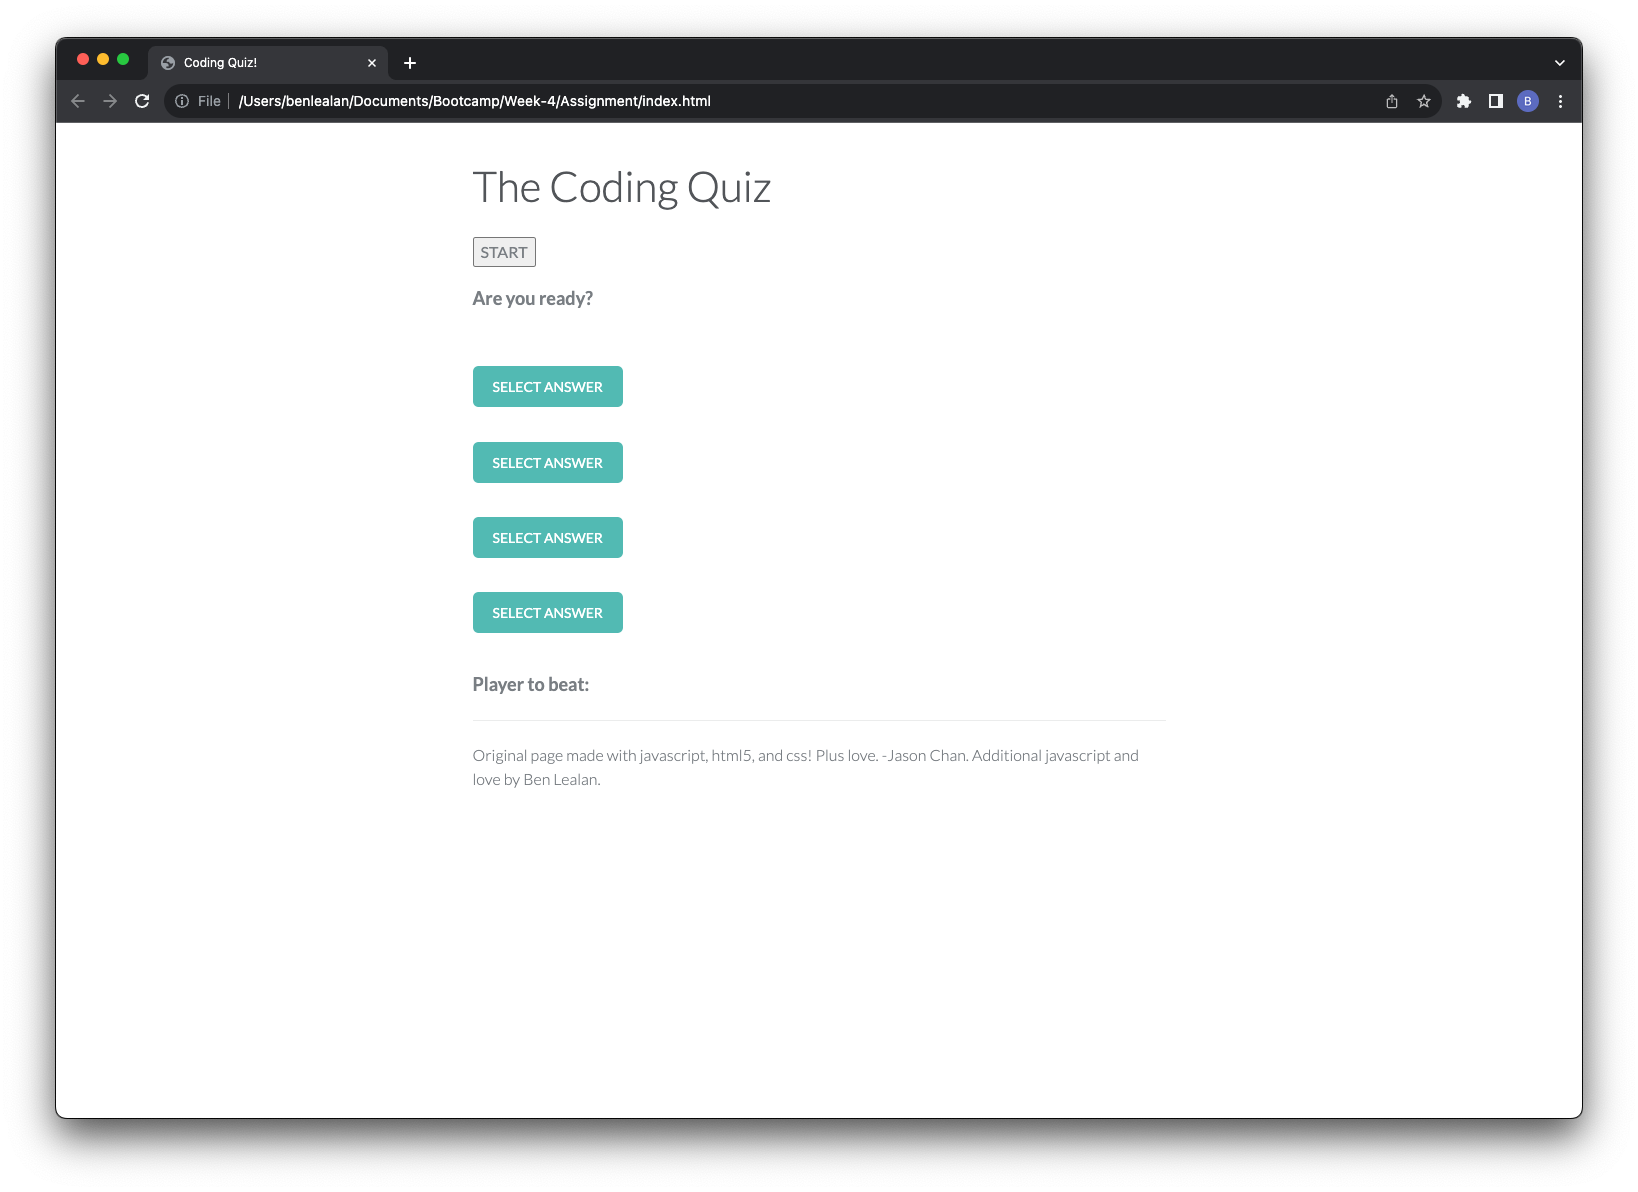 Coding Quiz!
File
/Users/benlealan/Documents/Bootcamp/Week-4/Assignment/index.html
B
The Coding Quiz
START
Are you ready?
SELECT ANSWER
SELECT ANSWER
SELECT ANSWER
SELECT ANSWER
Player to beat:
Original page made with javascript, html5, and css! Plus love. -Jason Chan. Additional javascript and
love by Ben Lealan.